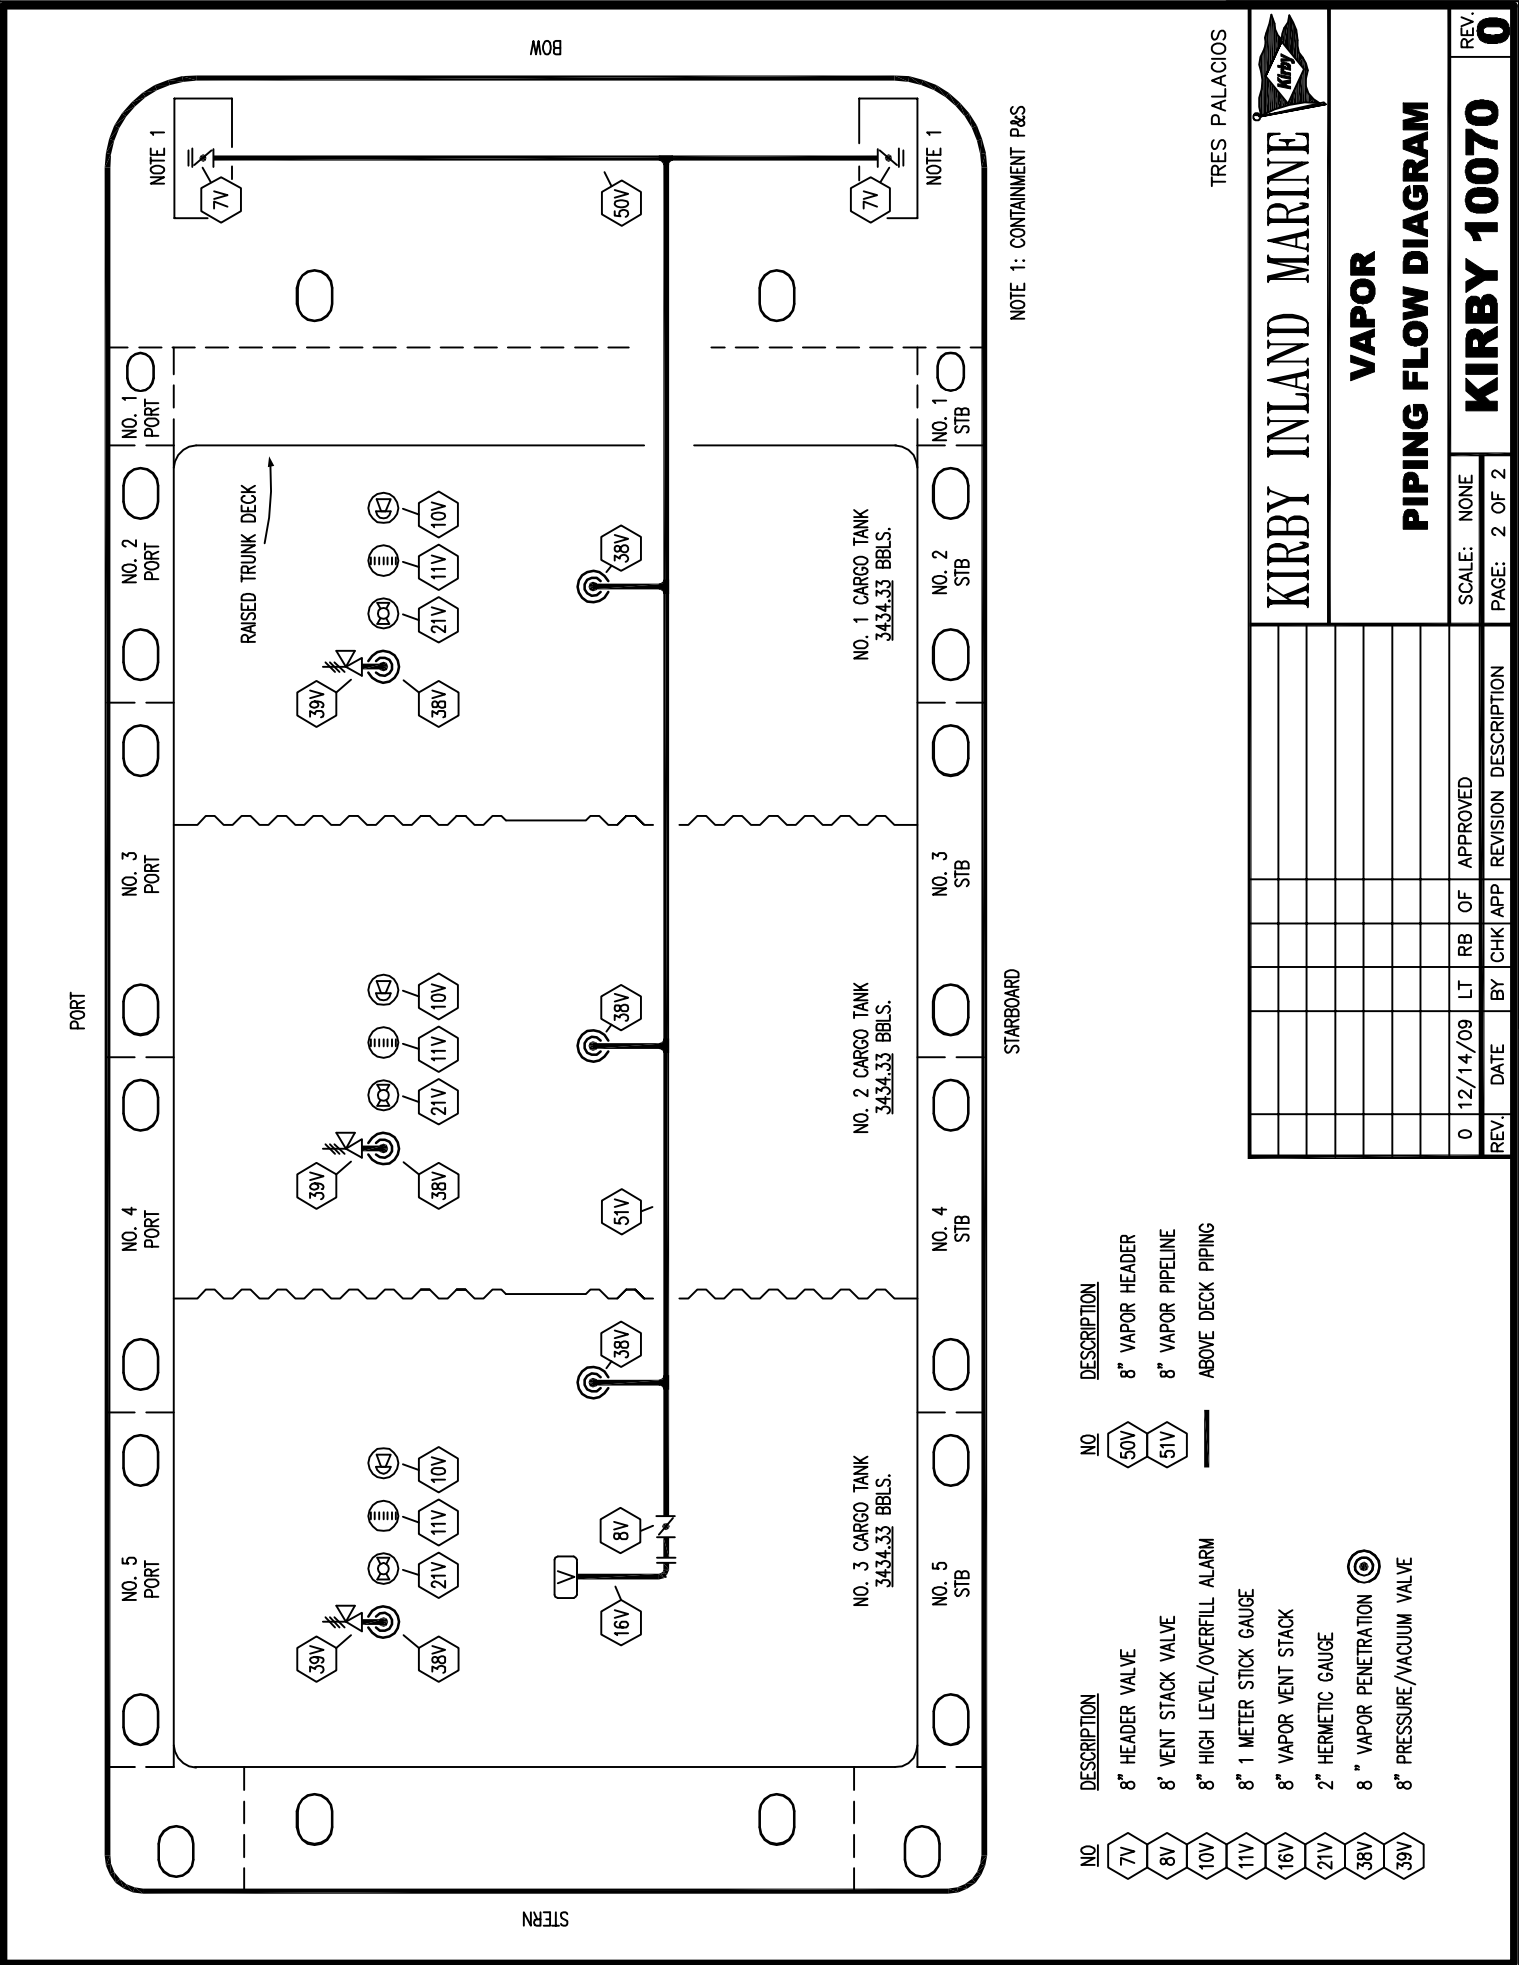 BOW
STERN
PORT
STARBOARD
NOTE 1
7V
50V
7V
NOTE 1
NOTE 1: CONTAINMENT P&S
NO. 1
PORT
NO. 2
PORT
NO. 3
PORT
NO. 4
PORT
NO. 5
PORT
NO. 1
STB
NO. 2
STB
NO. 3
STB
NO. 4
STB
NO. 5
STB
RAISED TRUNK DECK
39V
38V
21V
11V
10V
38V
NO. 1 CARGO TANK
3434.33 BBLS.
39V
38V
21V
11V
10V
38V
51V
NO. 2 CARGO TANK
3434.33 BBLS.
39V
38V
21V
11V
10V
38V
8V
V
16V
NO. 3 CARGO TANK
3434.33 BBLS.
NO DESCRIPTION
7V 8" HEADER VALVE
8V 8' VENT STACK VALVE
10V 8" HIGH LEVEL/OVERFILL ALARM
11V 8" 1 METER STICK GAUGE
16V 8" VAPOR VENT STACK
21V 2" HERMETIC GAUGE
38V 8 " VAPOR PENETRATION
39V 8" PRESSURE/VACUUM VALVE
NO DESCRIPTION
50V 8" VAPOR HEADER
51V 8" VAPOR PIPELINE
ABOVE DECK PIPING
TRES PALACIOS
KIRBY INLAND MARINE
Kirby
VAPOR
PIPING FLOW DIAGRAM
0 12/14/09 LT RB OF APPROVED
REV. DATE BY CHK APP REVISION DESCRIPTION
SCALE: NONE
PAGE: 2 OF 2
KIRBY 10070
REV.
0